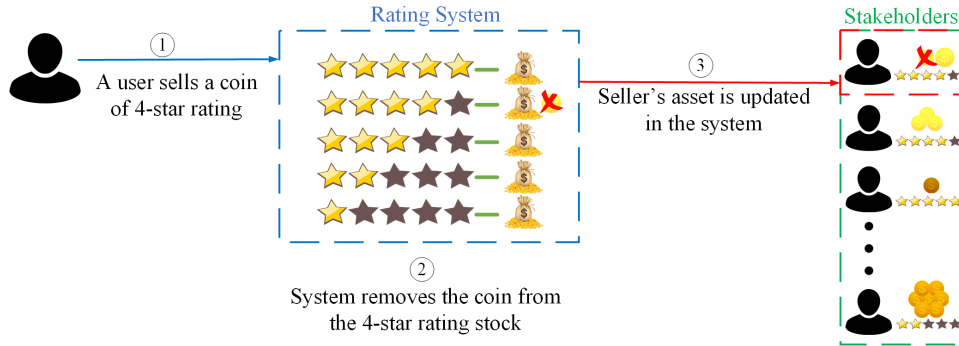 Rating System
Stakeholders
1
A user sells a coin
of 4-star rating
3
Seller's asset is updated
in the system
2
System removes the coin from
the 4-star rating stock